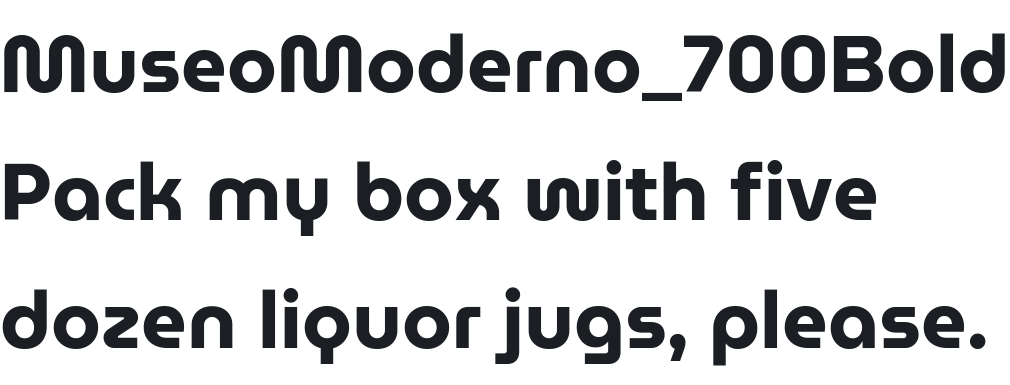 MuseoModerno_700Bold
Pack my box with five
dozen liquor jugs, please.